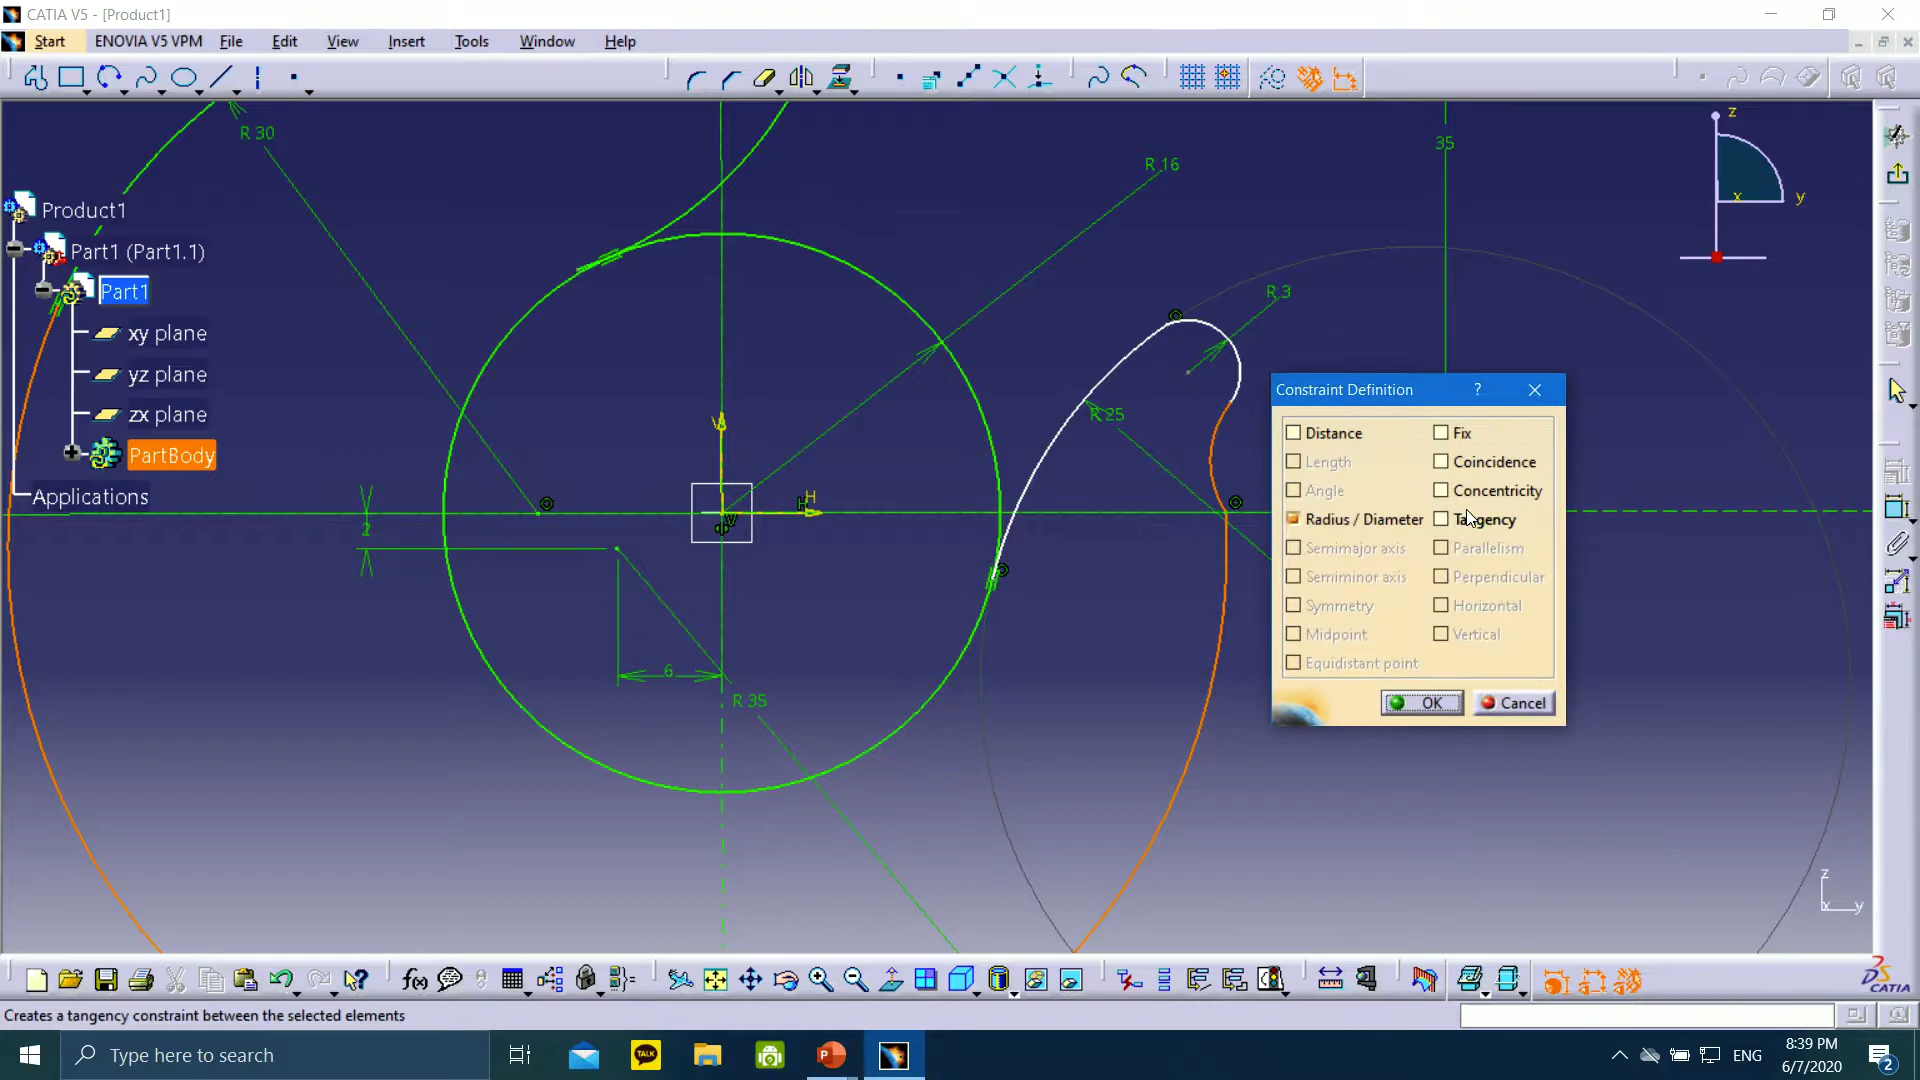 CATIA V5 - [Product1]
Start
ENOVIA V5 VPM
File
Edit
View
Insert
Tools
Window
Help
R 30
R 16
35
z
x
y
Product1
Part1 (Part1.1)
Part1
xy plane
yz plane
zx plane
PartBody
Applications
R 3
R 25
V
H
H
V
2
6
R 35
Constraint Definition
?
Distance
Fix
Length
Coincidence
Angle
Concentricity
Radius / Diameter
Tangency
Semimajor axis
Parallelism
Semiminor axis
Perpendicular
Symmetry
Horizontal
Midpoint
Vertical
Equidistant point
OK
Cancel
z
x
y
f(x)
CATIA
Creates a tangency constraint between the selected elements
Type here to search
TALK
P
ENG
8:39 PM
6/7/2020
2